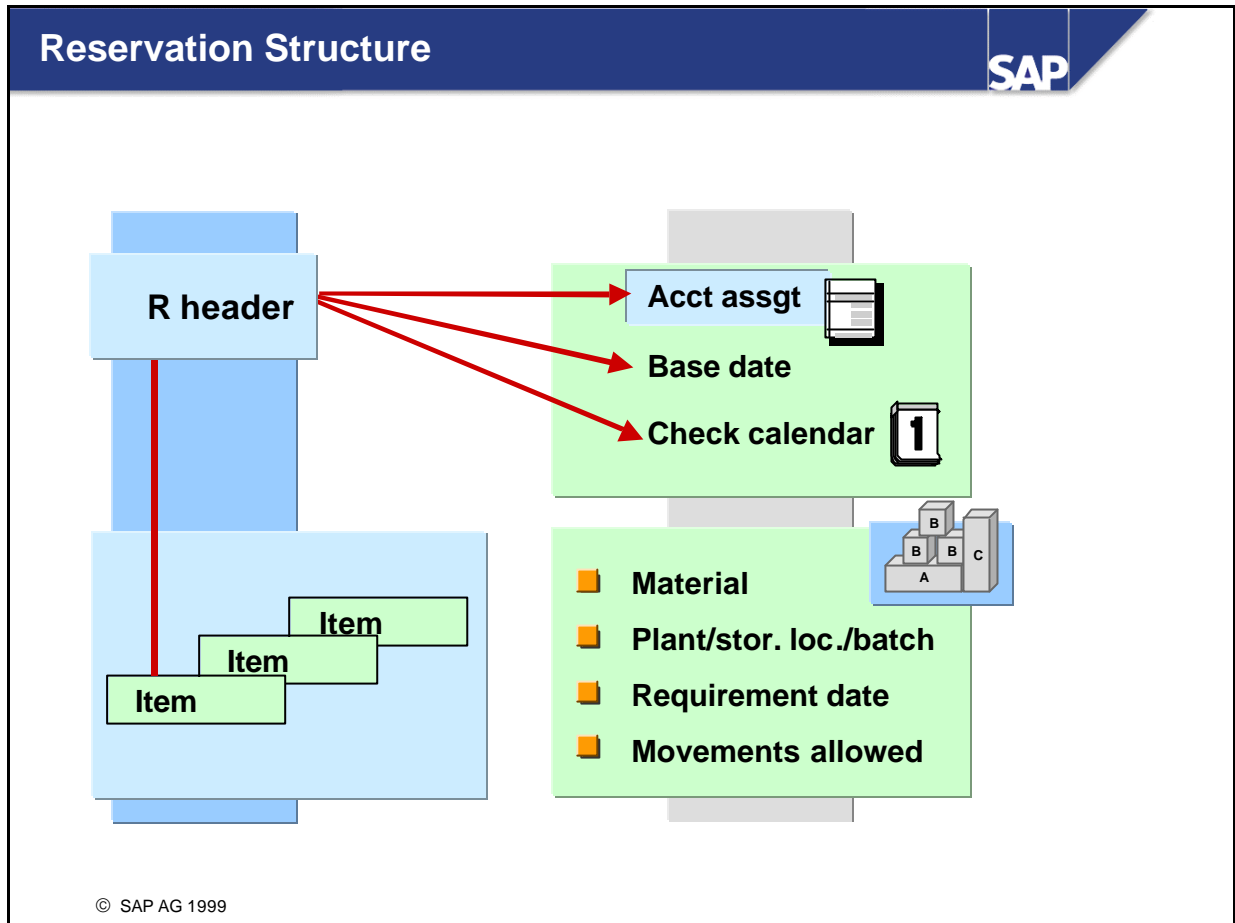 Reservation Structure
SAP
R header
Acct assgt
Base date
Check calendar
1
Item
Item
Item
B
B
B
C
A
Material
Plant/stor. loc./batch
Requirement date
Movements allowed
© SAP AG 1999